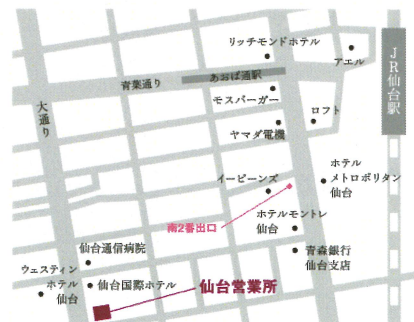 リッチモンドホテル
アエル
JR仙台駅
あおば通駅
青葉通り
モスバーガー
大通り
ロフト
ヤマダ電機
ホテル
メトロポリタン
仙台
イービーンズ
南2番出口
ホテルモントレ
仙台
仙台逓信病院
青森銀行
仙台支店
ウェスティン
ホテル
仙台
仙台国際ホテル
仙台営業所